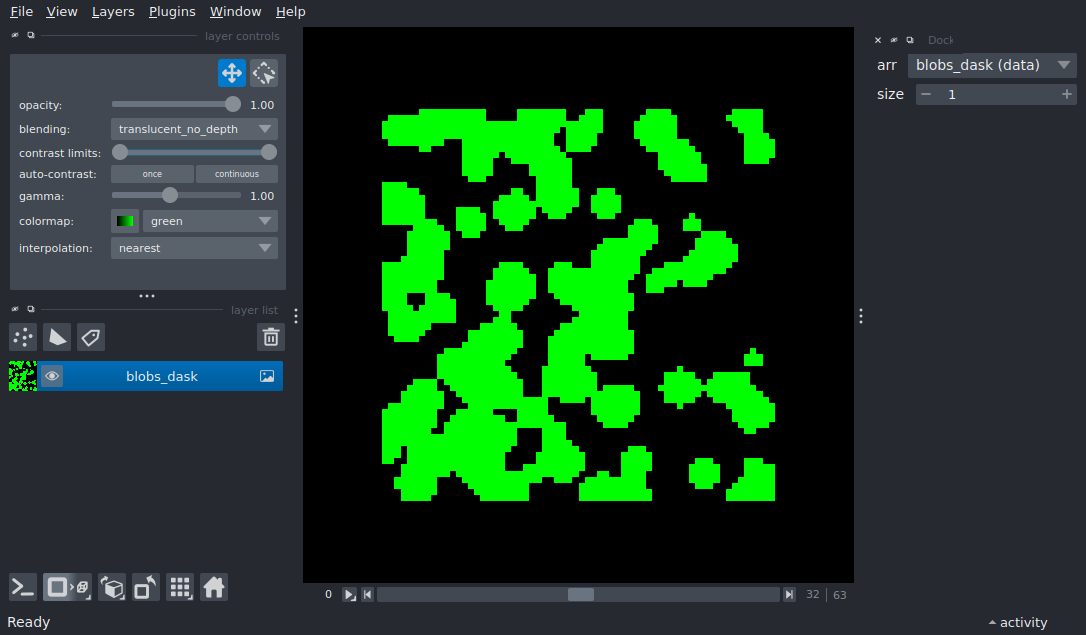 File View Layers Plugins Window Help
layer controls
opacity: 1.00
blending: translucent_no_depth
contrast limits:
auto-contrast: once continuous
gamma: 1.00
colormap: green
interpolation: nearest
layer list
blobs_dask
Dock
arr blobs_dask (data)
size 1
0 32 63
Ready
activity